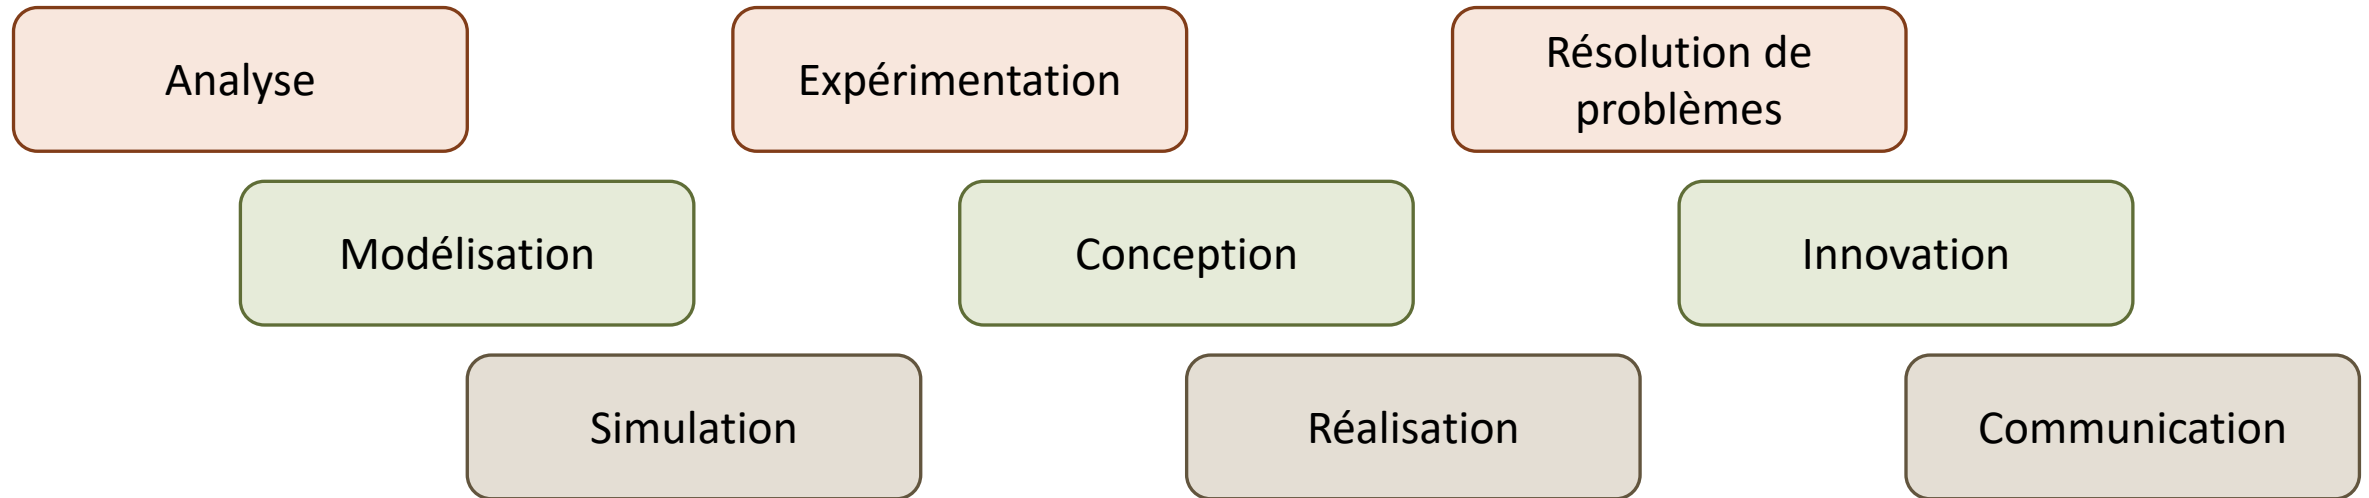 Analyse
Expérimentation
Résolution de
problèmes
Modélisation
Conception
Innovation
Simulation
Réalisation
Communication